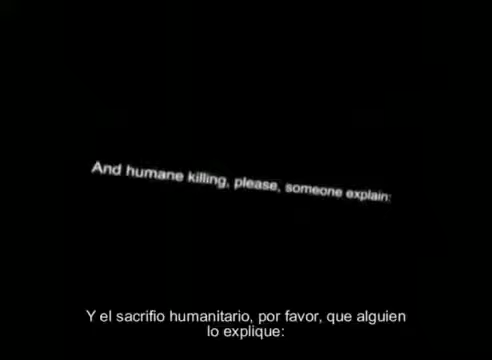 And humane killing, please, someone explain:
Y el sacrifio humanitario, por favor, que alguien
lo explique: